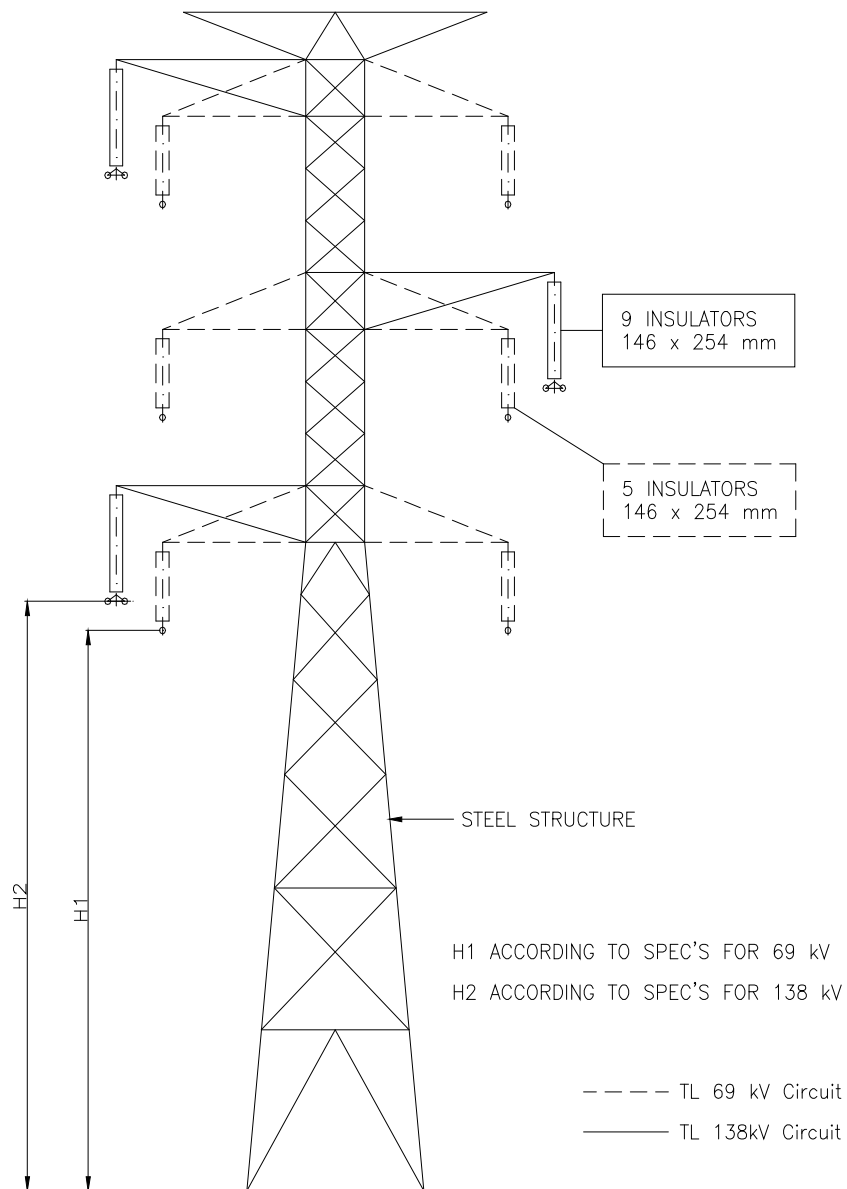 9 INSULATORS
146 x 254 mm
5 INSULATORS
146 x 254 mm
STEEL STRUCTURE
H2
H1
H1 ACCORDING TO SPEC'S FOR 69 kV
H2 ACCORDING TO SPEC'S FOR 138 kV
TL 69 kV Circuit
TL 138kV Circuit